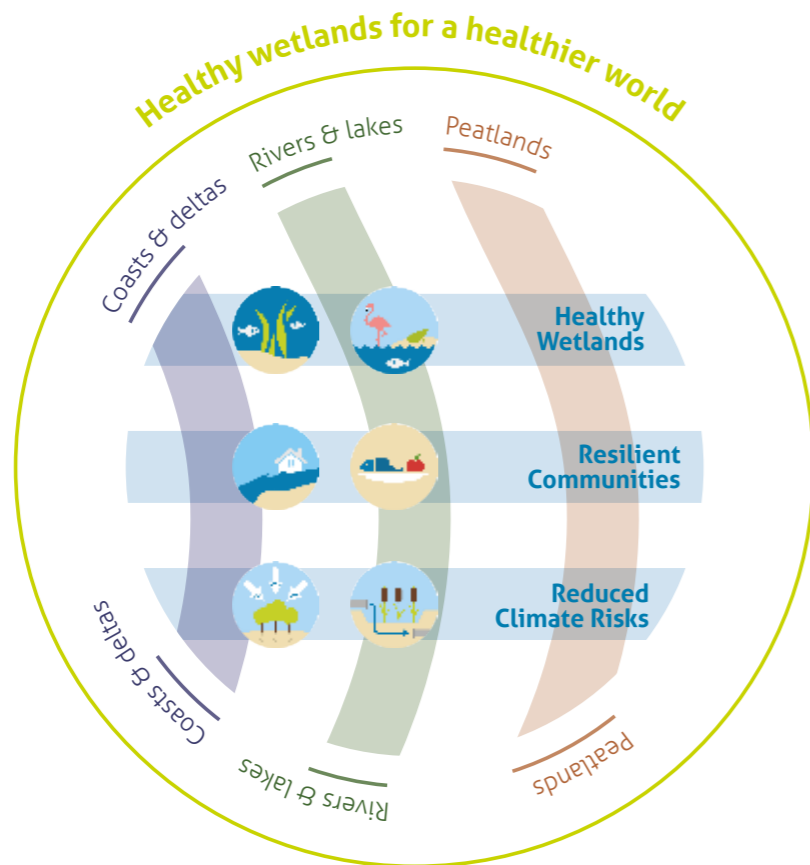 Healthy wetlands for a healthier world
Coasts & deltas
Rivers & lakes
Peatlands
Healthy
Wetlands
Resilient
Communities
Reduced
Climate Risks
Coasts & deltas
Rivers & lakes
Peatlands